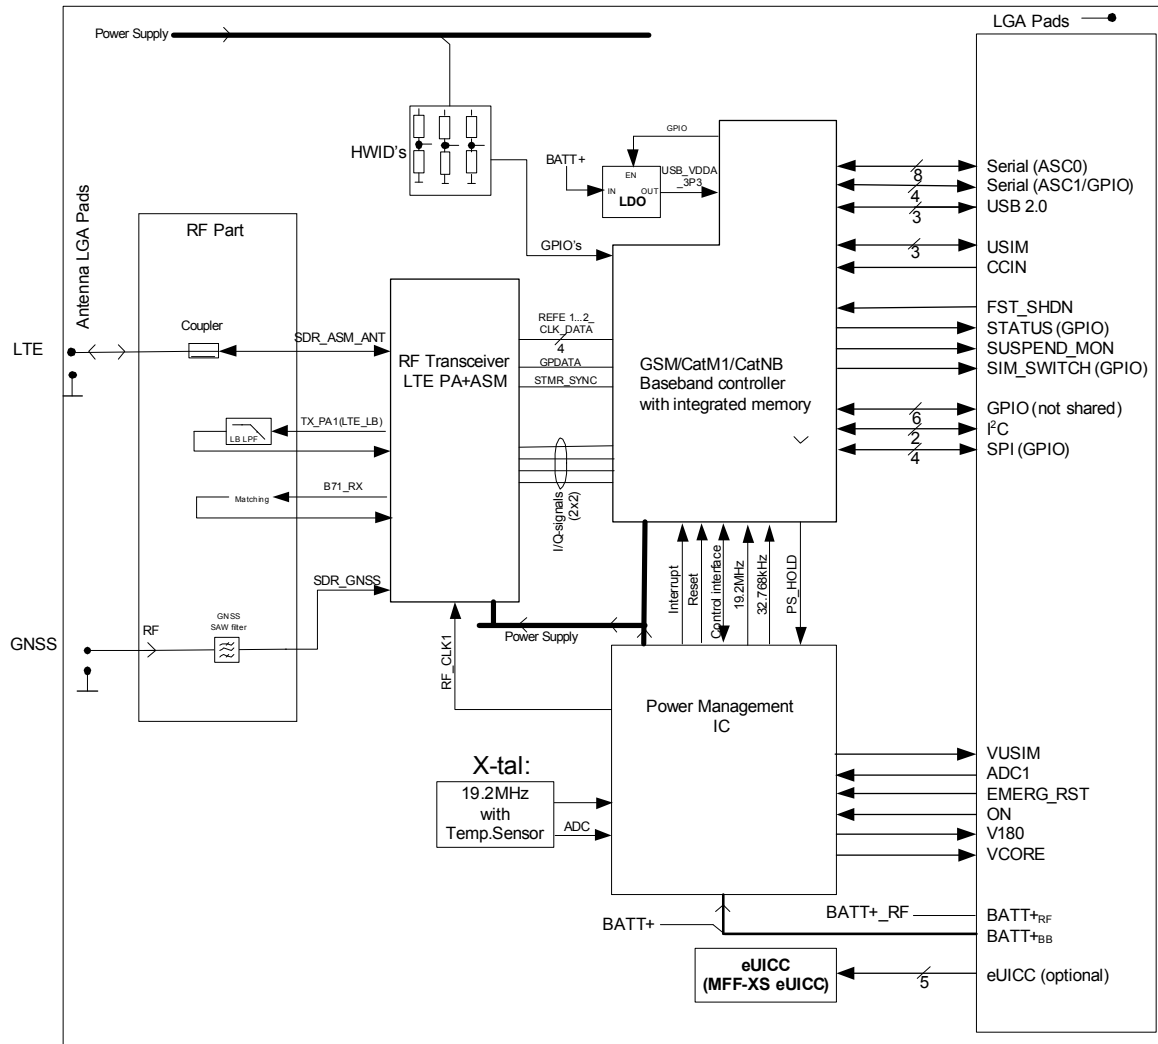 LGA Pads
Power Supply
HWID's
GPIO
BATT+
EN
IN
OUT
LDO
USB_VDDA
_3P3
GPIO's
Antenna LGA Pads
RF Part
Coupler
LTE
SDR_ASM_ANT
RF Transceiver
LTE PA+ASM
REFE 1...2_
CLK_DATA
4
GPDATA
STMR_SYNC
GSM/CatM1/CatNB
Baseband controller
with integrated memory
TX_PA1(LTE_LB)
LB LPF
B71_RX
Matching
I/Q-signals
(2x2)
SDR_GNSS
GNSS
SAW filter
GNSS
RF
RF_CLK1
Power Supply
Interrupt
Reset
Control interface
19.2MHz
32.768kHz
PS_HOLD
Power Management
IC
X-tal:
19.2MHz
with
Temp.Sensor
ADC
8
Serial (ASC0)
4
Serial (ASC1/GPIO)
3
USB 2.0
3
USIM
CCIN
FST_SHDN
STATUS (GPIO)
SUSPEND_MON
SIM_SWITCH (GPIO)
6
GPIO (not shared)
2
I²C
4
SPI (GPIO)
VUSIM
ADC1
EMERG_RST
ON
V180
VCORE
BATT+_RF
BATT+RF
BATT+
BATT+BB
eUICC
(MFF-XS eUICC)
5
eUICC (optional)